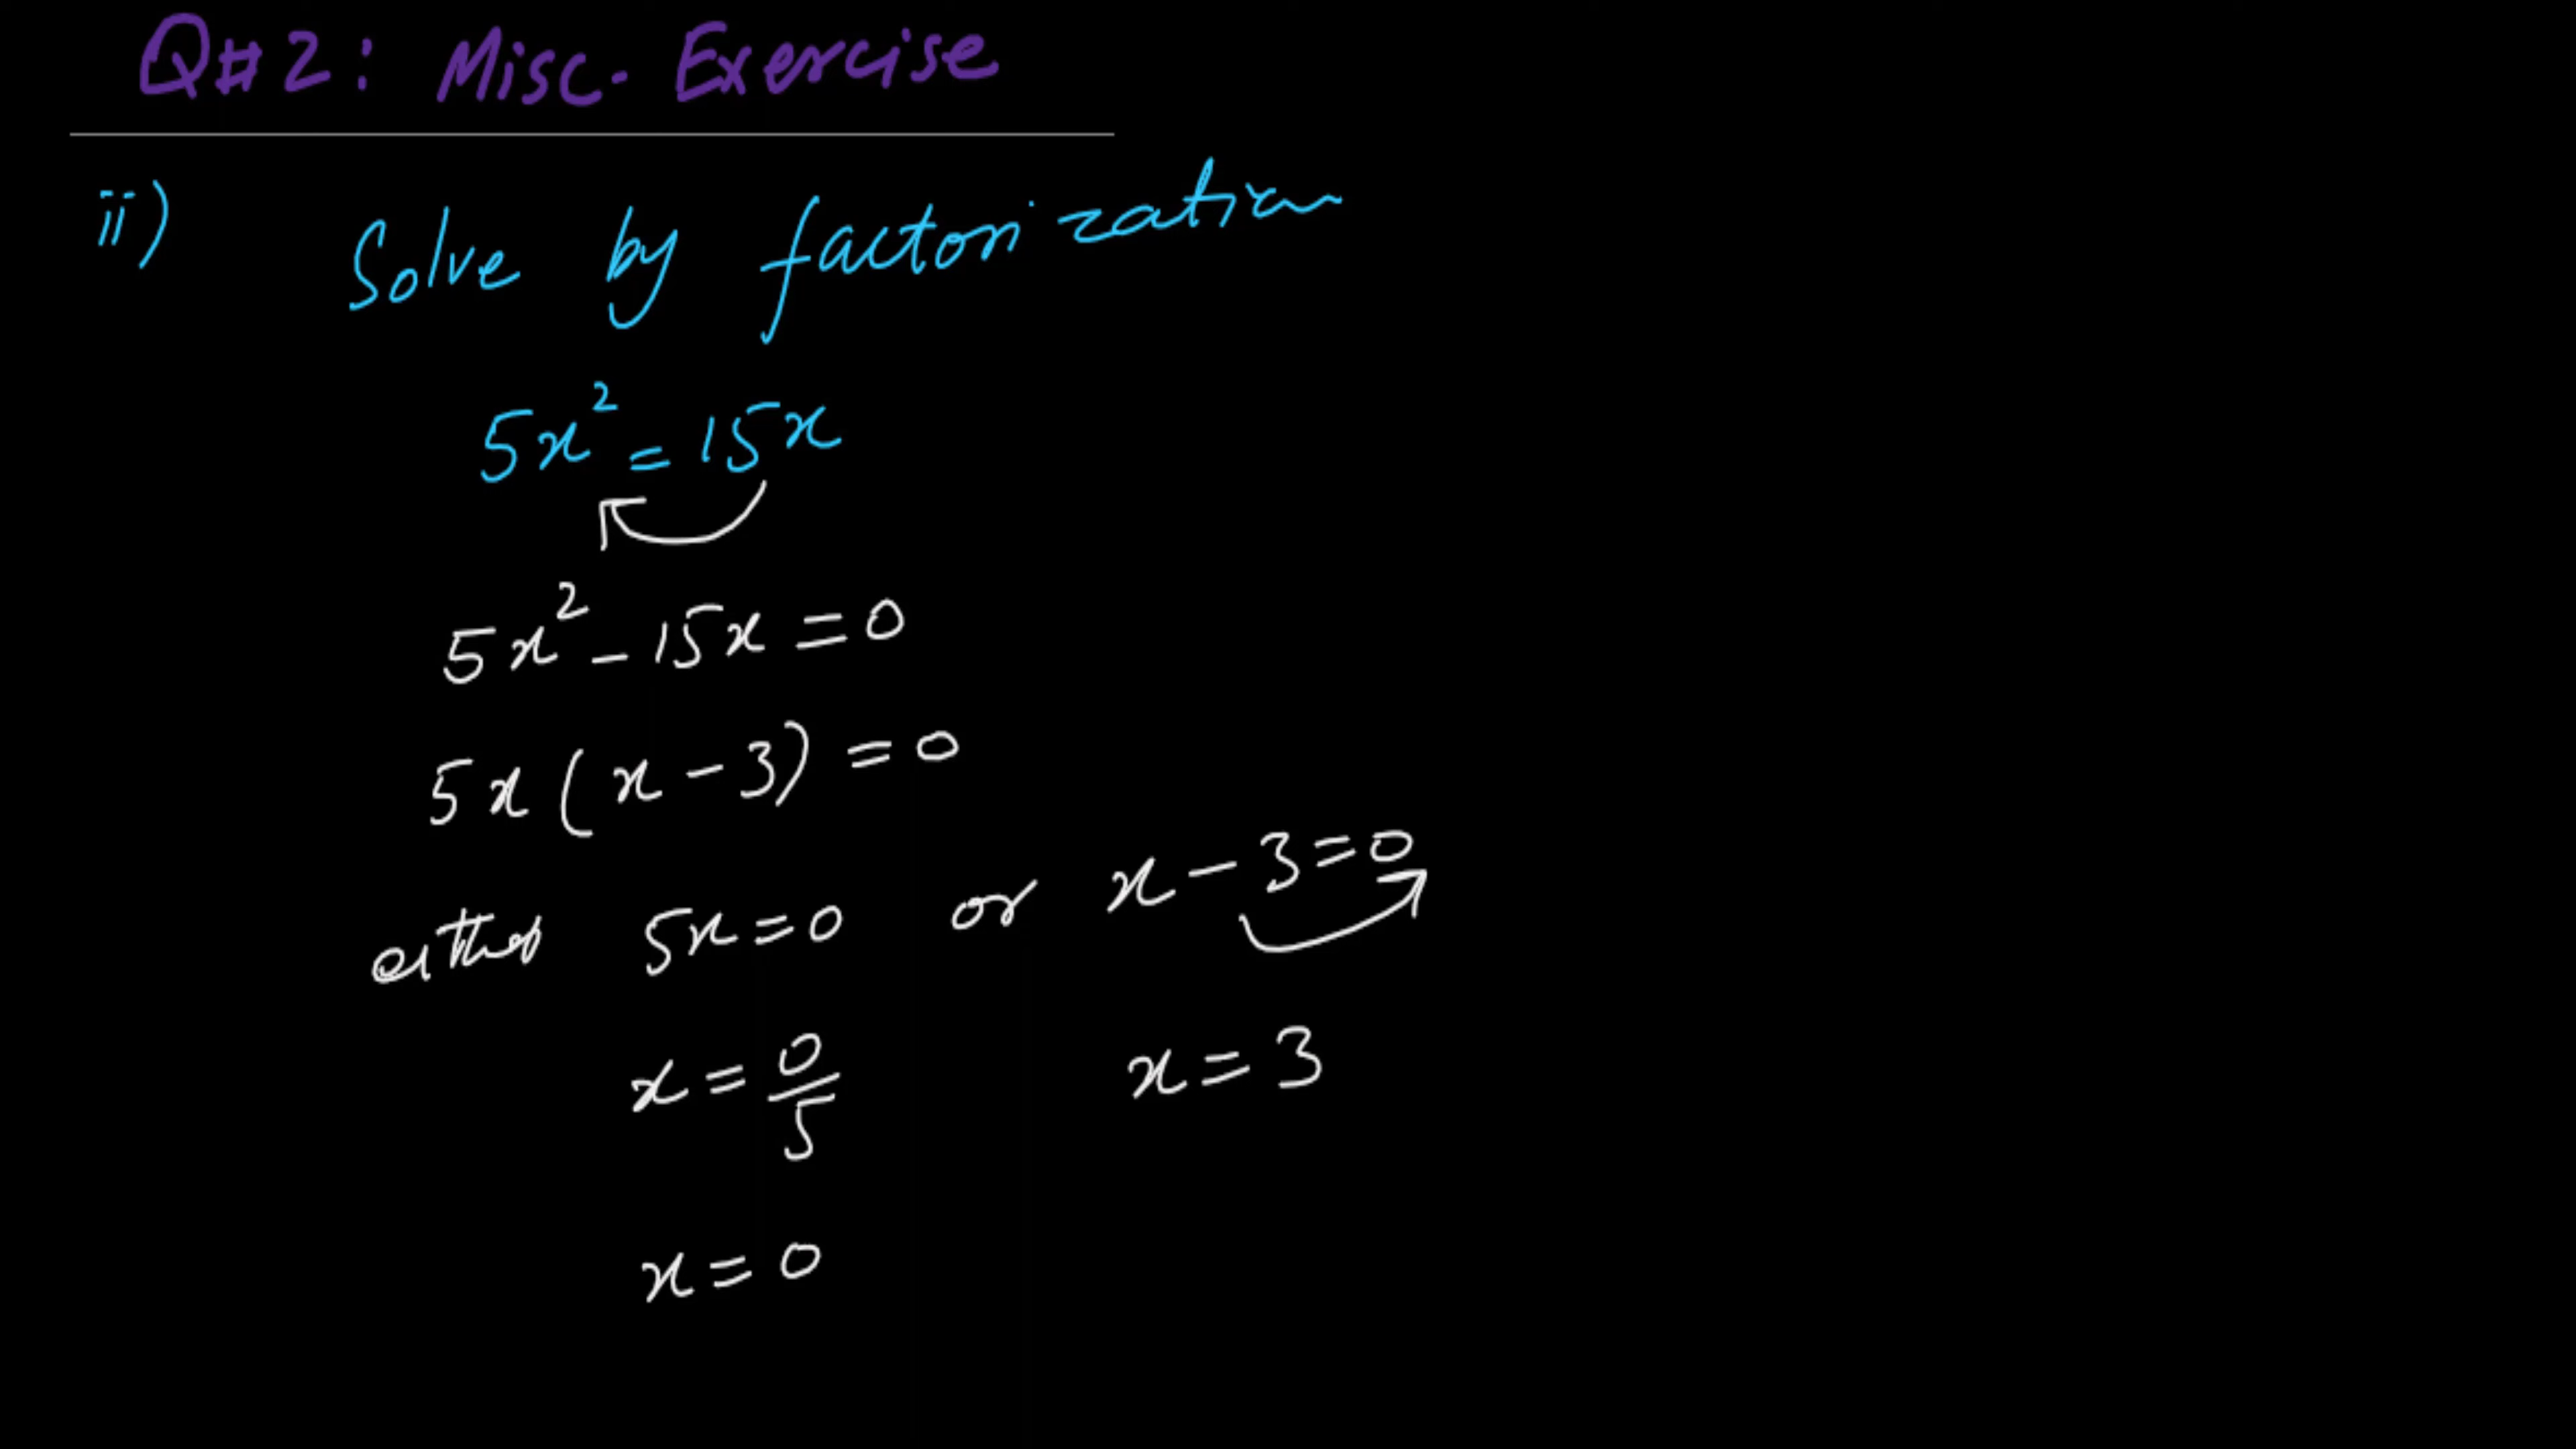 Q#2: Misc. Exercise
ii) Solve by factorization
5x² = 15x
5x² - 15x = 0
5x(x - 3) = 0
either 5x = 0 or x - 3 = 0
x = 0/5 x = 3
x = 0